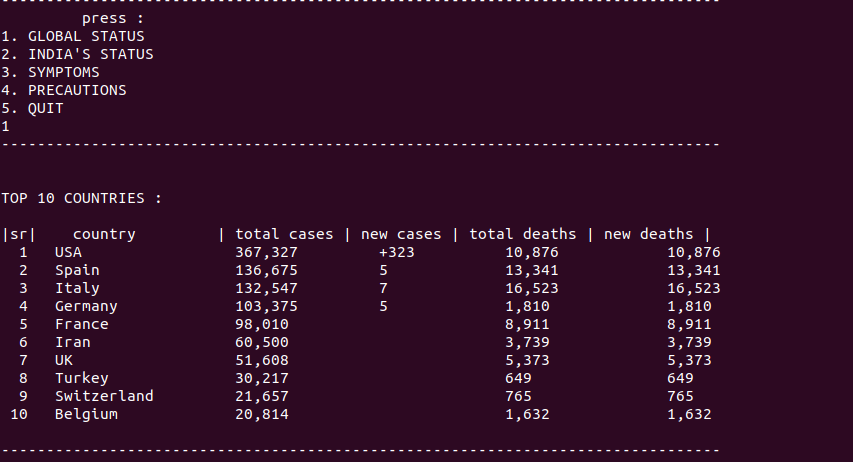 --------------------------------------------------------------------------------
press :
1. GLOBAL STATUS
2. INDIA'S STATUS
3. SYMPTOMS
4. PRECAUTIONS
5. QUIT
1
--------------------------------------------------------------------------------
TOP 10 COUNTRIES :
|sr|    country         | total cases | new cases | total deaths | new deaths |
1   USA                 367,327         +323          10,876            10,876
2   Spain               136,675         5             13,341            13,341
3   Italy               132,547         7             16,523            16,523
4   Germany             103,375         5             1,810             1,810
5   France              98,010                        8,911             8,911
6   Iran                60,500                        3,739             3,739
7   UK                  51,608                        5,373             5,373
8   Turkey              30,217                        649               649
9   Switzerland         21,657                        765               765
10   Belgium             20,814                        1,632             1,632
--------------------------------------------------------------------------------